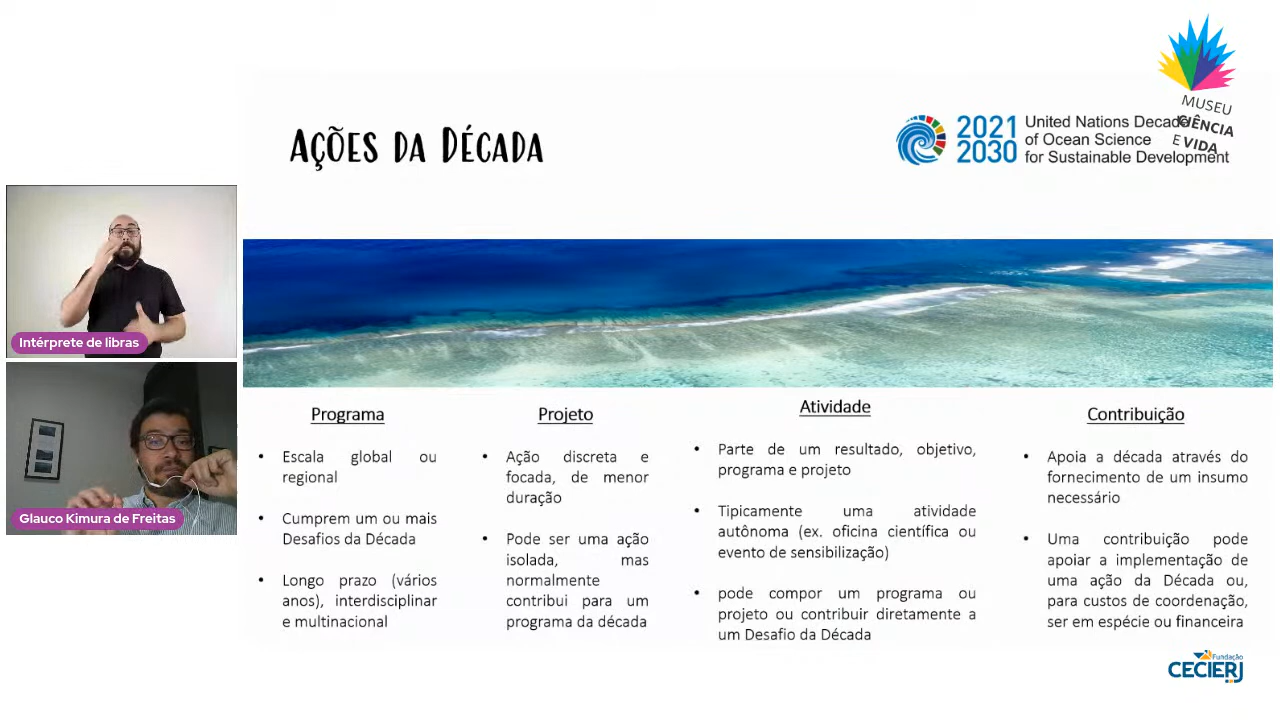 AÇÕES DA DÉCADA
2021
2030
United Nations Decade
of Ocean Science
for Sustainable Development
MUSEU
CIÊNCIA
E VIDA
Intérprete de libras
Glauco Kimura de Freitas
Programa
• Escala global ou
regional
• Cumprem um ou mais
Desafios da Década
• Longo prazo (vários
anos), interdisciplinar
e multinacional
Projeto
• Ação discreta e
focada, de menor
duração
• Pode ser uma ação
isolada, mas
normalmente
contribui para um
programa da década
Atividade
• Parte de um resultado, objetivo,
programa e projeto
• Tipicamente uma atividade
autônoma (ex. oficina científica ou
evento de sensibilização)
• pode compor um programa ou
projeto ou contribuir diretamente a
um Desafio da Década
Contribuição
• Apoia a década através do
fornecimento de um insumo
necessário
• Uma contribuição pode
apoiar a implementação de
uma ação da Década ou,
para custos de coordenação,
ser em espécie ou financeira
Fundação
CECIERJ